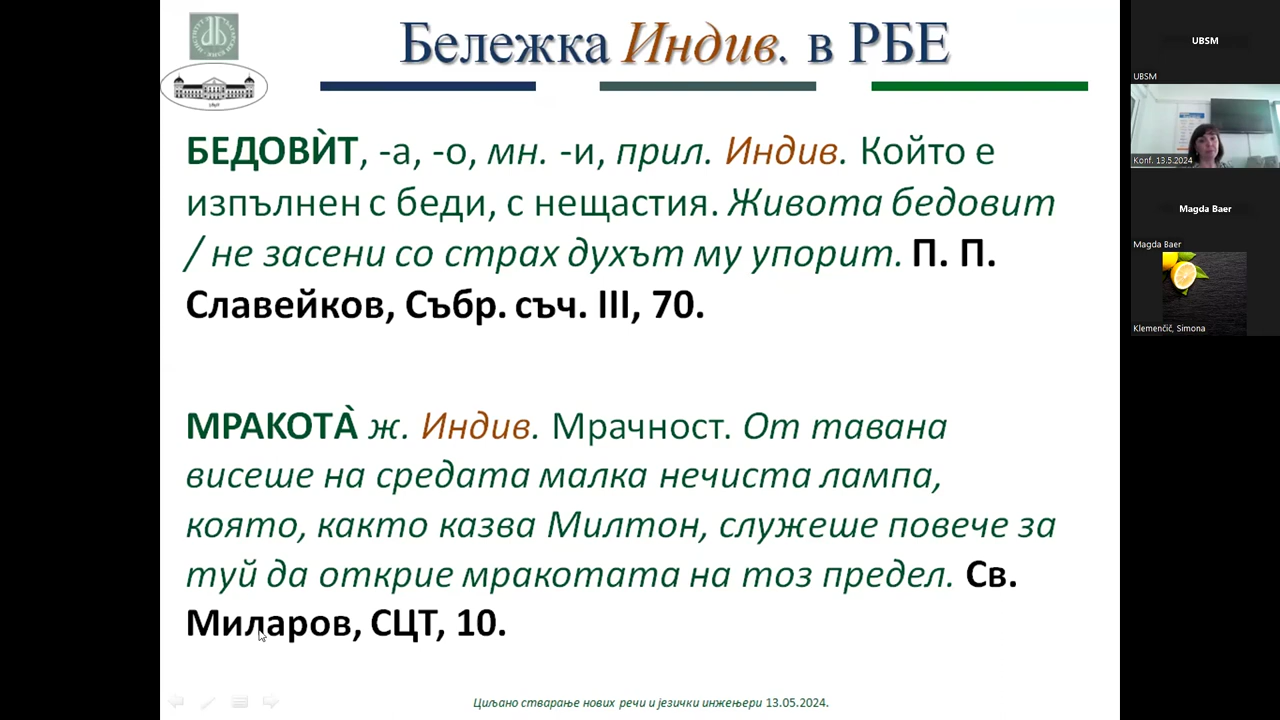 Бележка Индив. в РБЕ
БЕДОВЍТ, -а, -о, мн. -и, прил. Индив. Който е
изпълнен с беди, с нещастия. Живота бедовит
/ не засени со страх духът му упорит. П. П.
Славейков, Събр. съч. III, 70.
МРАКОТА̀ ж. Индив. Мрачност. От тавана
висеше на средата малка нечиста лампа,
която, както казва Милтон, служеше повече за
туй да открие мракотата на тоз предел. Св.
Миларов, СЦТ, 10.
Циљано стварање нових речи и језички инжењери 13.05.2024.
UBSM
UBSM
Konf. 13.5.2024
Magda Baer
Magda Baer
Klemenčič, Simona